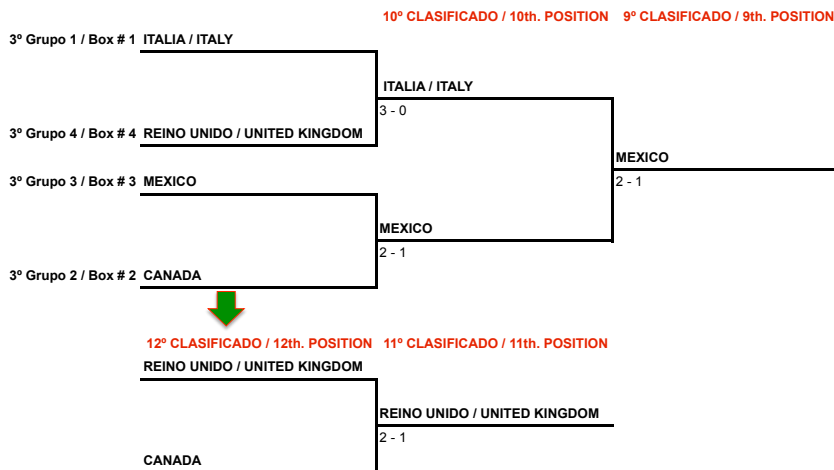 10º CLASIFICADO / 10th. POSITION 9º CLASIFICADO / 9th. POSITION
3º Grupo 1 / Box # 1 ITALIA / ITALY
ITALIA / ITALY
3 - 0
3º Grupo 4 / Box # 4 REINO UNIDO / UNITED KINGDOM
MEXICO
2 - 1
3º Grupo 3 / Box # 3 MEXICO
MEXICO
2 - 1
3º Grupo 2 / Box # 2 CANADA
12º CLASIFICADO / 12th. POSITION 11º CLASIFICADO / 11th. POSITION
REINO UNIDO / UNITED KINGDOM
REINO UNIDO / UNITED KINGDOM
2 - 1
CANADA